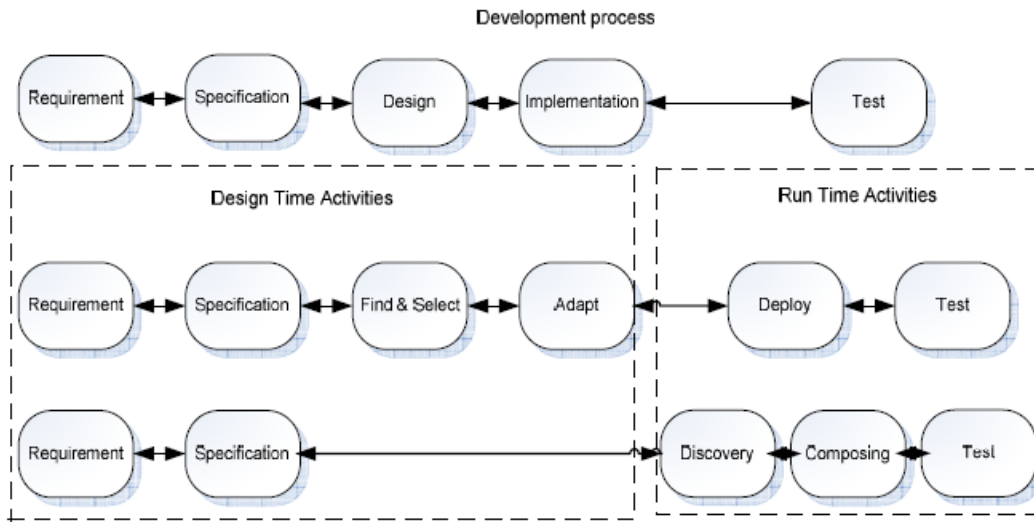 Development process
Requirement
Specification
Design
Implementation
Test
Design Time Activities
Run Time Activities
Requirement
Specification
Find & Select
Adapt
Deploy
Test
Requirement
Specification
Discovery
Composing
Test